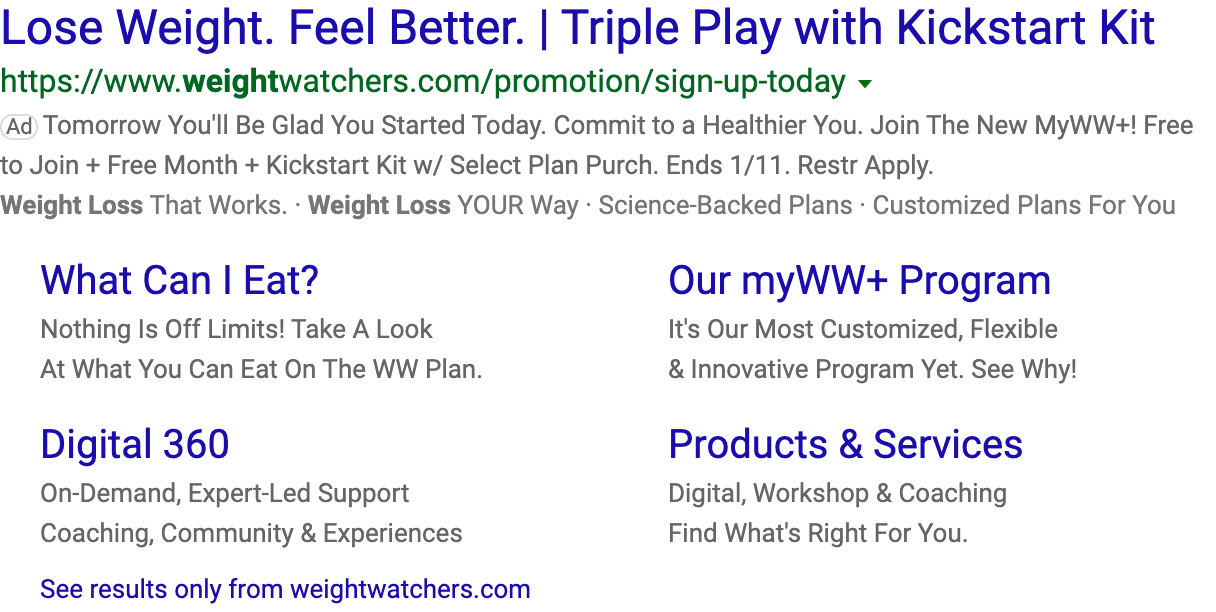 Lose Weight. Feel Better. | Triple Play with Kickstart Kit
https://www.weightwatchers.com/promotion/sign-up-today
Ad Tomorrow You'll Be Glad You Started Today. Commit to a Healthier You. Join The New MyWW+! Free
to Join + Free Month + Kickstart Kit w/ Select Plan Purch. Ends 1/11. Restr Apply.
Weight Loss That Works. · Weight Loss YOUR Way · Science-Backed Plans · Customized Plans For You
What Can I Eat?
Nothing Is Off Limits! Take A Look
At What You Can Eat On The WW Plan.
Our myWW+ Program
It's Our Most Customized, Flexible
& Innovative Program Yet. See Why!
Digital 360
On-Demand, Expert-Led Support
Coaching, Community & Experiences
Products & Services
Digital, Workshop & Coaching
Find What's Right For You.
See results only from weightwatchers.com